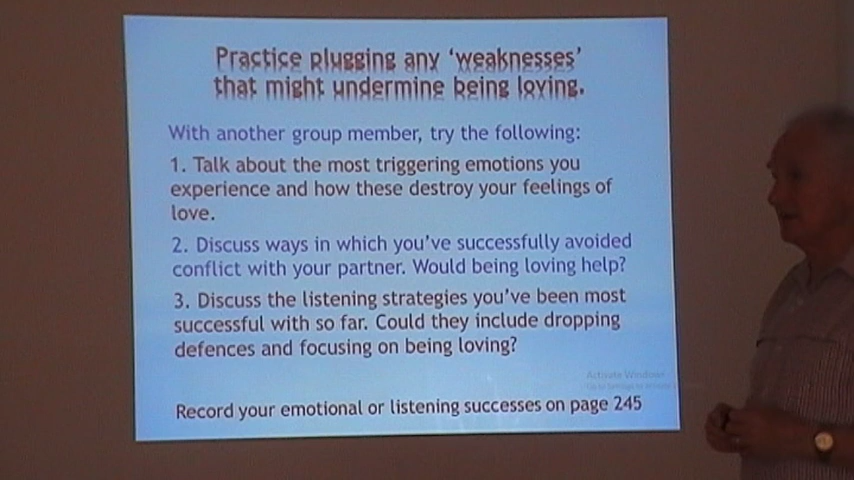 Practice plugging any ‘weaknesses’
that might undermine being loving.
With another group member, try the following:
1. Talk about the most triggering emotions you
experience and how these destroy your feelings of
love.
2. Discuss ways in which you’ve successfully avoided
conflict with your partner. Would being loving help?
3. Discuss the listening strategies you’ve been most
successful with so far. Could they include dropping
defences and focusing on being loving?
Activate Windows
Record your emotional or listening successes on page 245